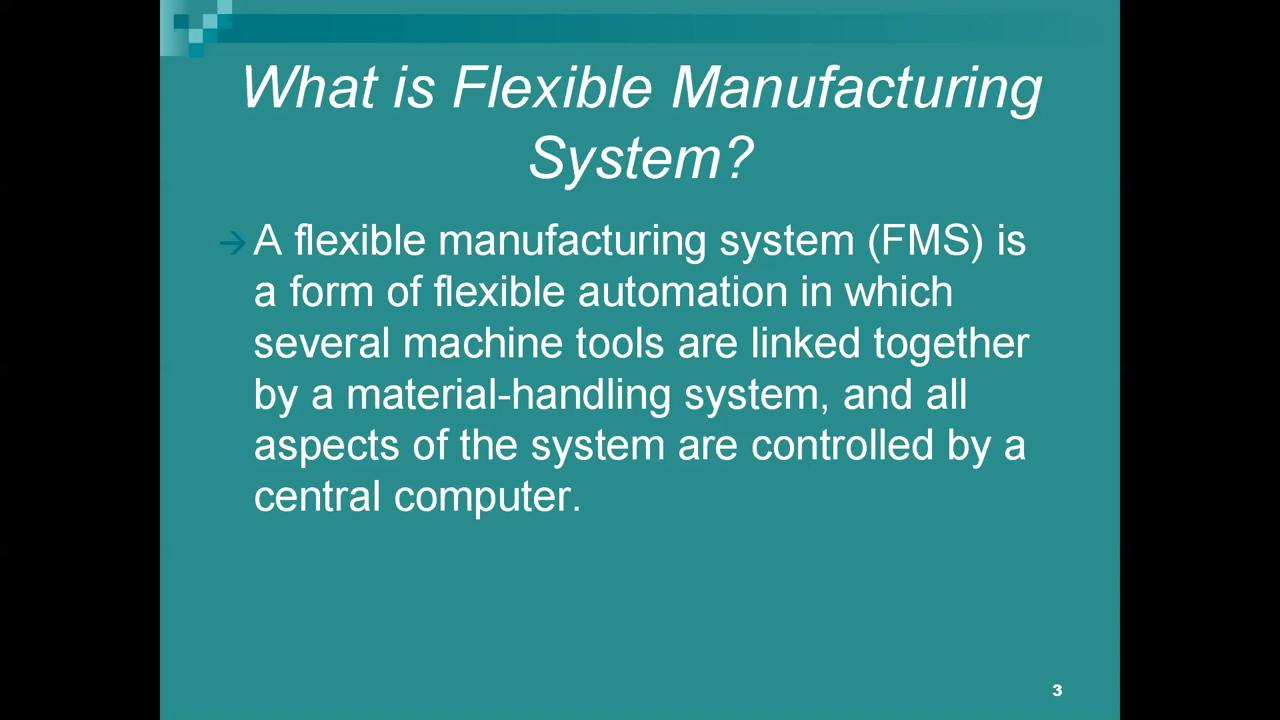 What is Flexible Manufacturing
System?
→ A flexible manufacturing system (FMS) is
a form of flexible automation in which
several machine tools are linked together
by a material-handling system, and all
aspects of the system are controlled by a
central computer.
3